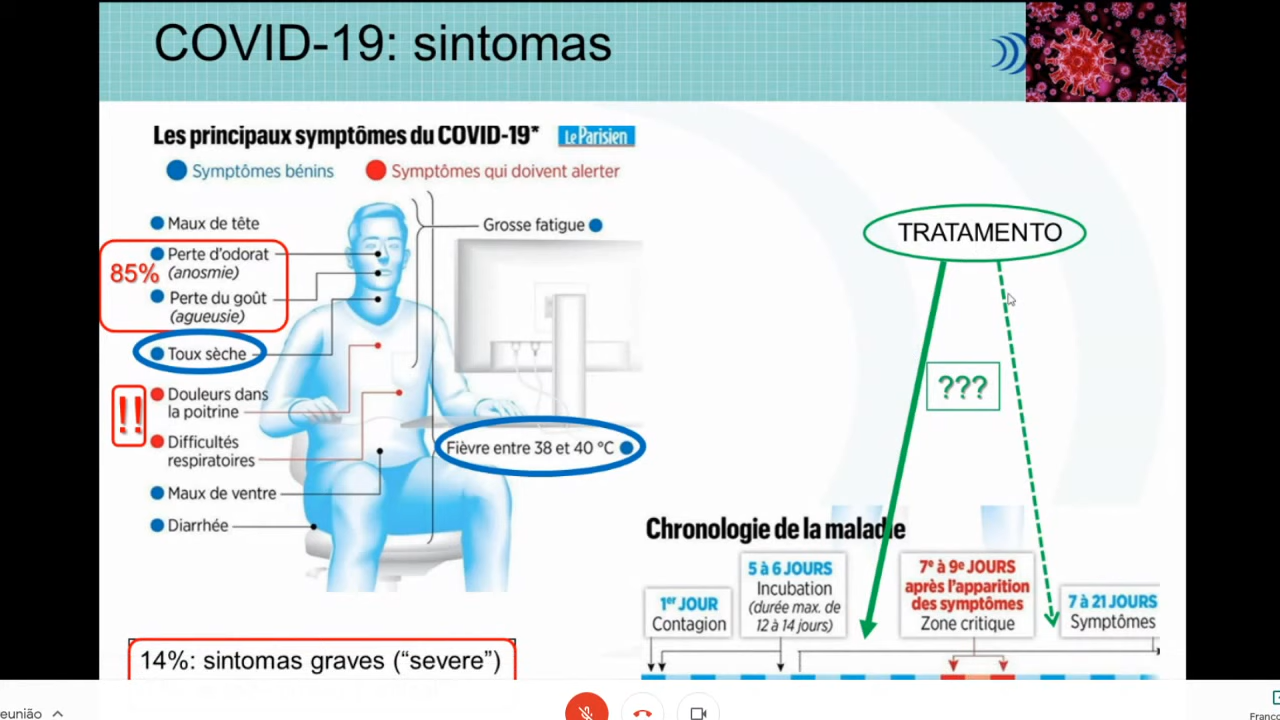 COVID-19: sintomas
Les principaux symptômes du COVID-19*
Le Parisien
Symptômes bénins
Symptômes qui doivent alerter
Maux de tête
Grosse fatigue
Perte d'odorat
85%
(anosmie)
Perte du goût
(agueusie)
Toux sèche
!!
Douleurs dans
la poitrine
Difficultés
respiratoires
Fièvre entre 38 et 40 °C
Maux de ventre
Diarrhée
TRATAMENTO
???
Chronologie de la maladie
1er JOUR
Contagion
5 à 6 JOURS
Incubation
(durée max. de
12 à 14 jours)
7e à 9e JOURS
après l'apparition
des symptômes
Zone critique
7 à 21 JOURS
Symptômes
14%: sintomas graves (“severe”)
eunião